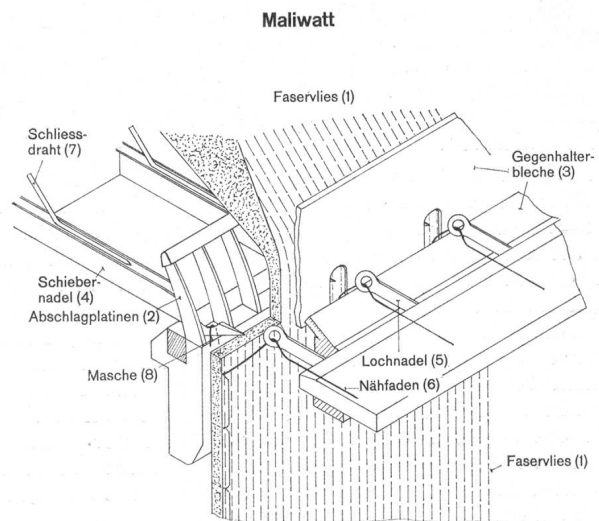 Maliwatt
Faservlies (1)
Schliess-
draht (7)
Gegenhalter-
bleche (3)
Schieber-
nadel (4)
Abschlagplatinen (2)
Masche (8)
Lochnadel (5)
Nähfaden (6)
Faservlies (1)